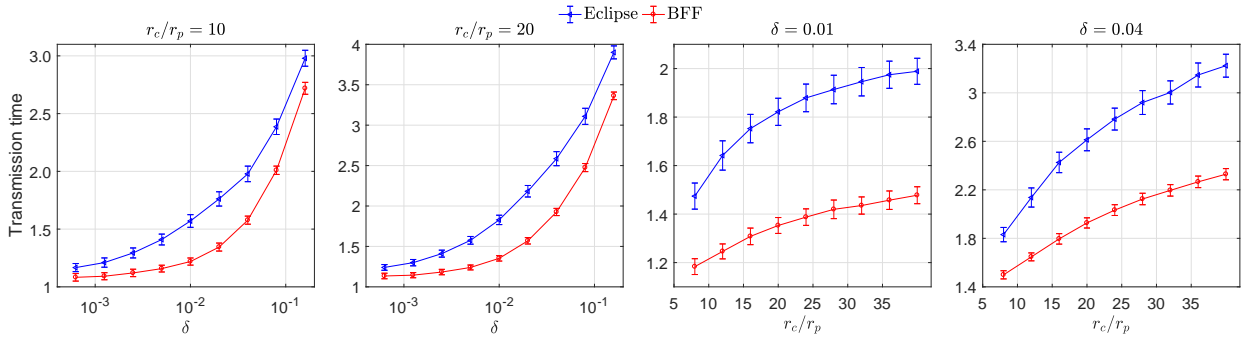 Eclipse BFF
r_c/r_p = 10
r_c/r_p = 20
δ = 0.01
δ = 0.04
Transmission time
3.0
2.5
2.0
1.5
1
10^-3
10^-2
10^-1
δ
4
3.5
3
2.5
2
1.5
1
10^-3
10^-2
10^-1
δ
2
1.8
1.6
1.4
1.2
5 10 15 20 25 30 35
r_c/r_p
3.4
3
2.6
2.2
1.8
1.4
5 10 15 20 25 30 35
r_c/r_p